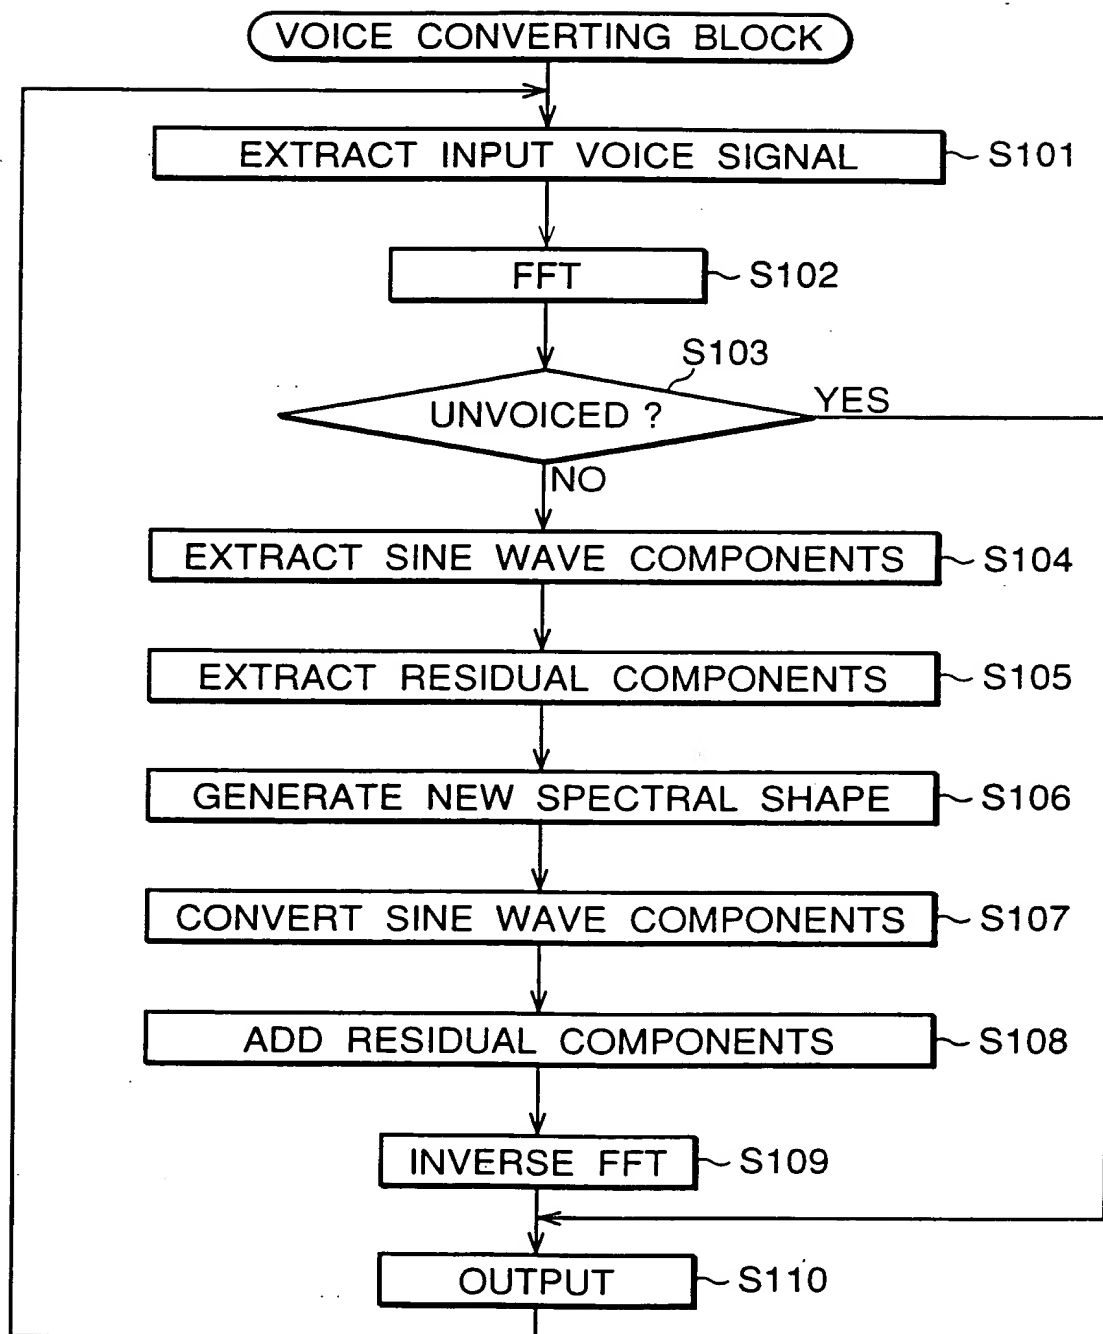 VOICE CONVERTING BLOCK
EXTRACT INPUT VOICE SIGNAL
S101
FFT
S102
S103
UNVOICED ?
YES
NO
EXTRACT SINE WAVE COMPONENTS
S104
EXTRACT RESIDUAL COMPONENTS
S105
GENERATE NEW SPECTRAL SHAPE
S106
CONVERT SINE WAVE COMPONENTS
S107
ADD RESIDUAL COMPONENTS
S108
INVERSE FFT
S109
OUTPUT
S110